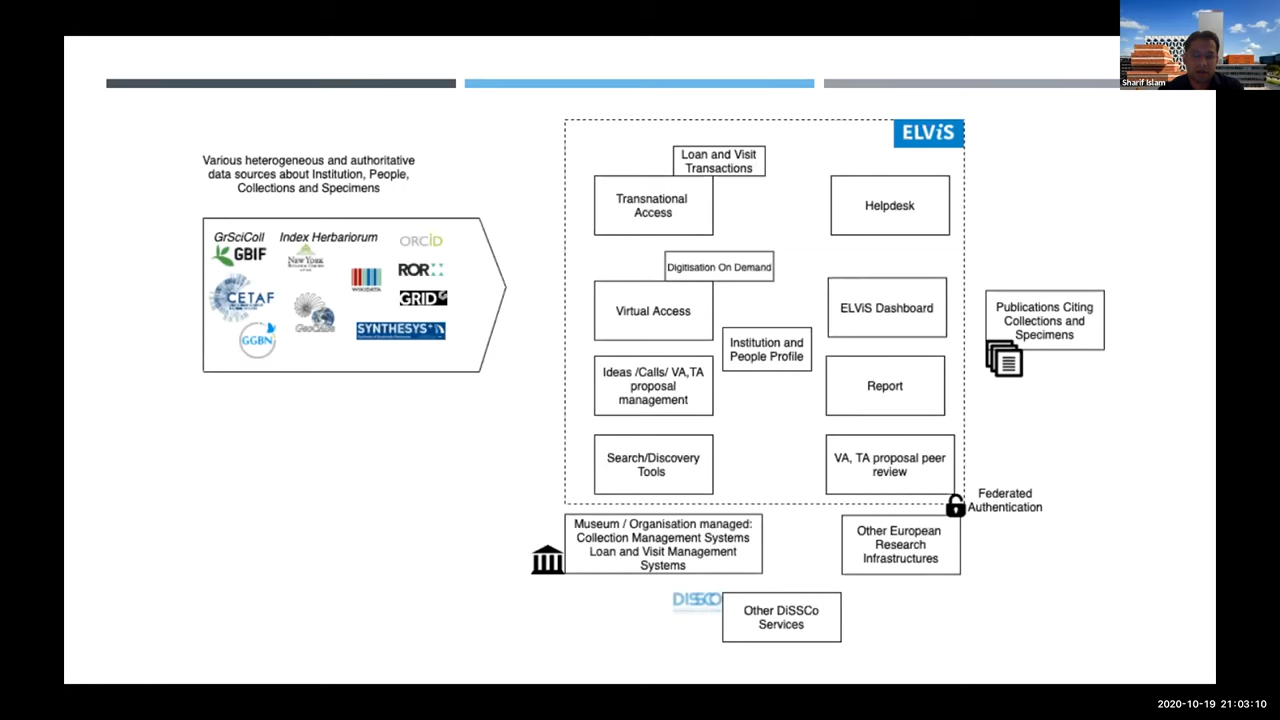 Sharif Islam
ELViS
Loan and Visit
Transactions
Various heterogeneous and authoritative
data sources about Institution, People,
Collections and Specimens
Transnational
Access
Helpdesk
GrSciColl
Index Herbariorum
ORCID
GBIF
NEW YORK
ROR
WIKIDATA
CETAF
GRID
GeoCASe
SYNTHESYS+
GGBN
Digitisation On Demand
Virtual Access
ELViS Dashboard
Institution and
People Profile
Publications Citing
Collections and
Specimens
Ideas /Calls/ VA,TA
proposal
management
Report
Search/Discovery
Tools
VA, TA proposal peer
review
Federated
Authentication
Museum / Organisation managed:
Collection Management Systems
Loan and Visit Management
Systems
Other European
Research
Infrastructures
DISSCO
Other DiSSCo
Services
2020-10-19 21:03:10